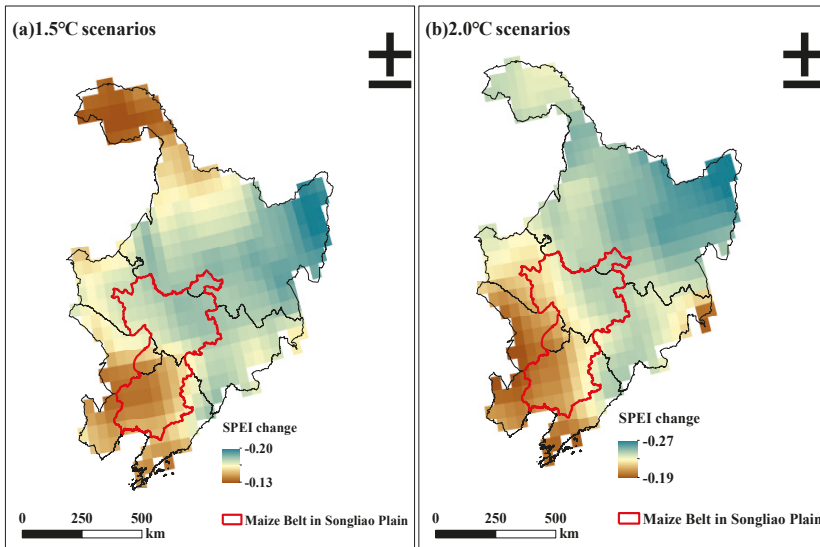 (a)1.5°C scenarios
SPEI change
-0.20
-0.13
0 250 500
km
Maize Belt in Songliao Plain
(b)2.0°C scenarios
SPEI change
-0.27
-0.19
0 250 500
km
Maize Belt in Songliao Plain